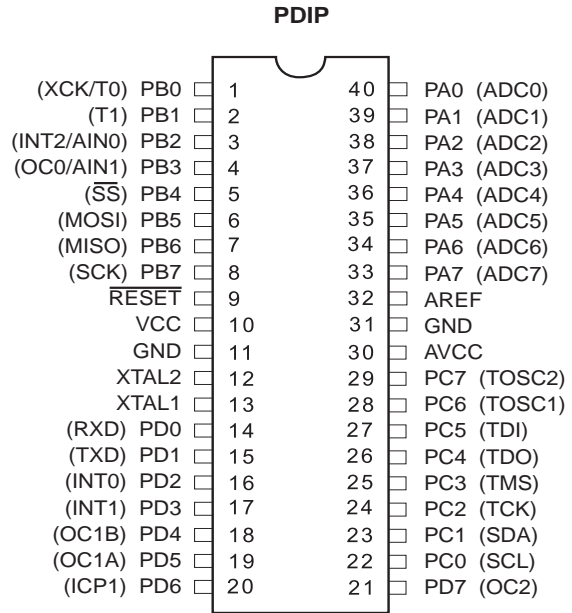 PDIP
(XCK/T0) PB0 1 40 PA0 (ADC0)
(T1) PB1 2 39 PA1 (ADC1)
(INT2/AIN0) PB2 3 38 PA2 (ADC2)
(OC0/AIN1) PB3 4 37 PA3 (ADC3)
(S̅S̅) PB4 5 36 PA4 (ADC4)
(MOSI) PB5 6 35 PA5 (ADC5)
(MISO) PB6 7 34 PA6 (ADC6)
(SCK) PB7 8 33 PA7 (ADC7)
R̅E̅S̅E̅T̅ 9 32 AREF
VCC 10 31 GND
GND 11 30 AVCC
XTAL2 12 29 PC7 (TOSC2)
XTAL1 13 28 PC6 (TOSC1)
(RXD) PD0 14 27 PC5 (TDI)
(TXD) PD1 15 26 PC4 (TDO)
(INT0) PD2 16 25 PC3 (TMS)
(INT1) PD3 17 24 PC2 (TCK)
(OC1B) PD4 18 23 PC1 (SDA)
(OC1A) PD5 19 22 PC0 (SCL)
(ICP1) PD6 20 21 PD7 (OC2)